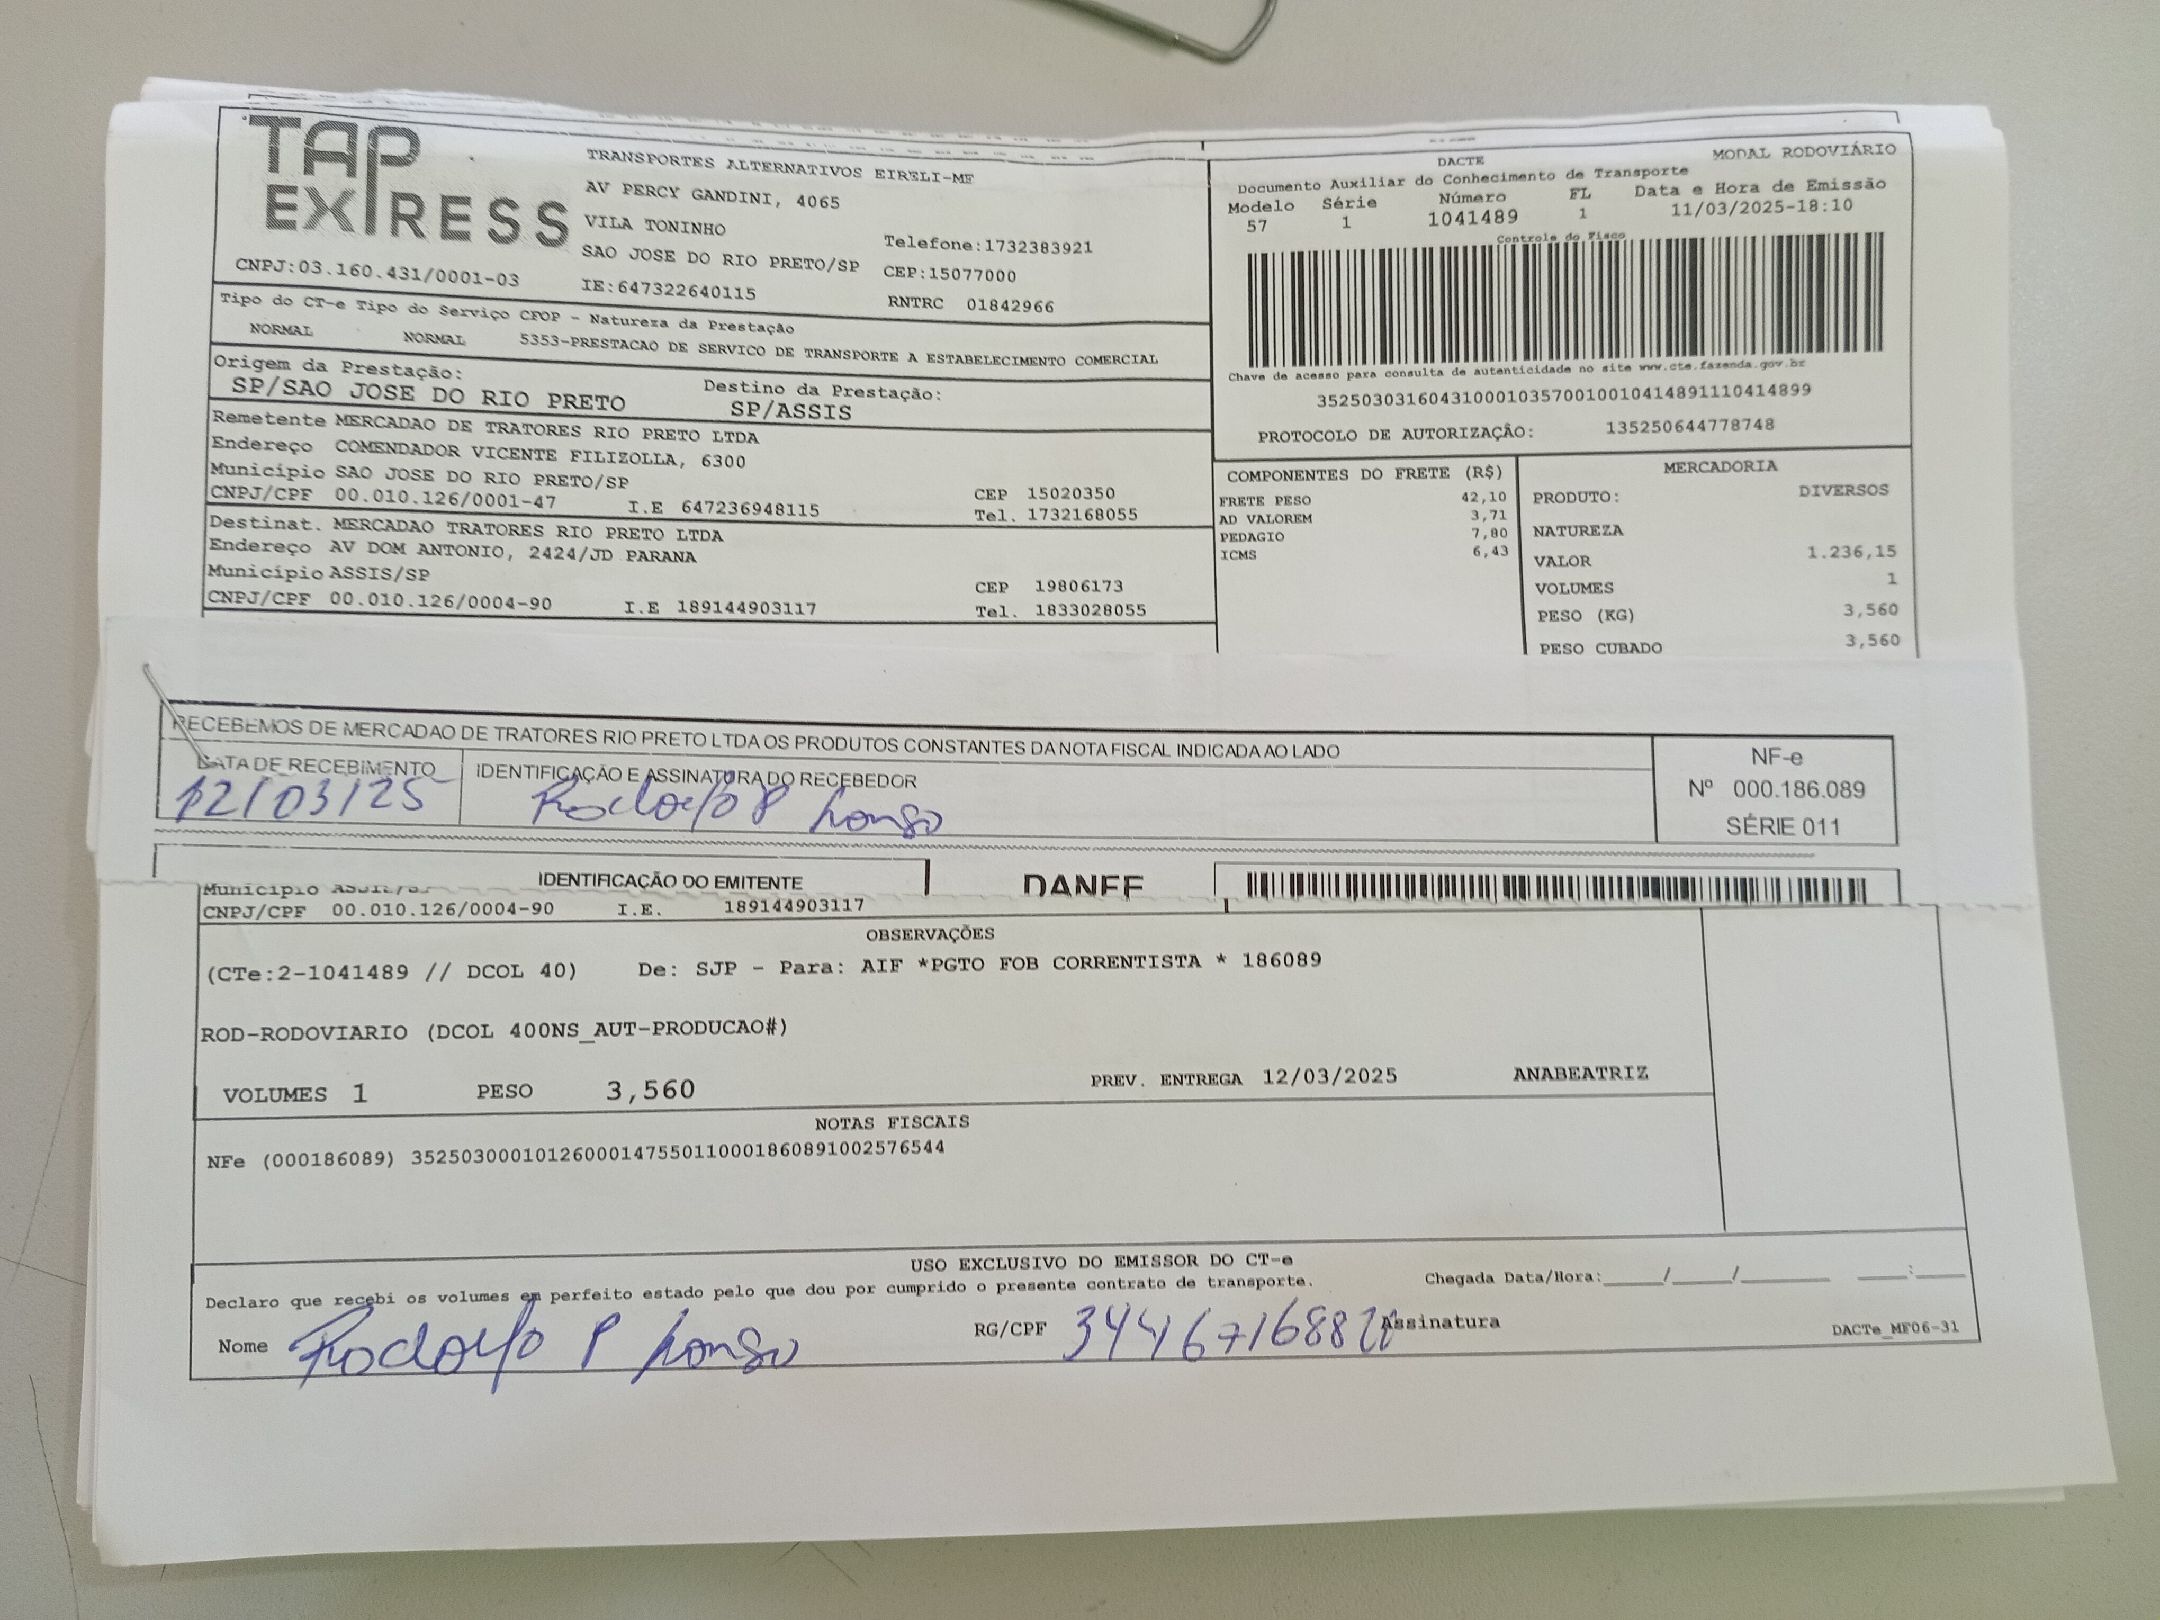 TAP EXPRESS
TRANSPORTES ALTERNATIVOS EIRELI-ME
AV PERCY GANDINI, 4065
VILA TONINHO
SAO JOSE DO RIO PRETO/SP
Telefone:1732383921
CEP:15077000
CNPJ:03.160.431/0001-03 IE:647322640115 RNTRC 01842966
DACTE MODAL RODOVIÁRIO
Documento Auxiliar do Conhecimento de Transporte
Modelo Série Número FL Data e Hora de Emissão
57 1 1041489 1 11/03/2025-18:10
Controle do Fisco
Chave de acesso para consulta de autenticidade no site www.cte.fazenda.gov.br
35250303160431000103570010010414891110414899
PROTOCOLO DE AUTORIZAÇÃO: 135250644778748
Tipo do CT-e Tipo do Serviço CFOP - Natureza da Prestação
NORMAL NORMAL 5353-PRESTACAO DE SERVICO DE TRANSPORTE A ESTABELECIMENTO COMERCIAL
Origem da Prestação: Destino da Prestação:
SP/SAO JOSE DO RIO PRETO SP/ASSIS
Remetente MERCADAO DE TRATORES RIO PRETO LTDA
Endereço COMENDADOR VICENTE FILIZOLLA, 6300
Município SAO JOSE DO RIO PRETO/SP CEP 15020350
CNPJ/CPF 00.010.126/0001-47 I.E 647236948115 Tel. 1732168055
Destinat. MERCADAO TRATORES RIO PRETO LTDA
Endereço AV DOM ANTONIO, 2424/JD PARANA
Município ASSIS/SP CEP 19806173
CNPJ/CPF 00.010.126/0004-90 I.E 189144903117 Tel. 1833028055
COMPONENTES DO FRETE (R$)
FRETE PESO 42,10
AD VALOREM 3,71
PEDAGIO 7,80
ICMS 6,43
MERCADORIA
PRODUTO: DIVERSOS
NATUREZA
VALOR 1.236,15
VOLUMES 1
PESO (KG) 3,560
PESO CUBADO 3,560
RECEBEMOS DE MERCADAO DE TRATORES RIO PRETO LTDA OS PRODUTOS CONSTANTES DA NOTA FISCAL INDICADA AO LADO
DATA DE RECEBIMENTO IDENTIFICAÇÃO E ASSINATURA DO RECEBEDOR
12/03/25 Rodolfo P
NF-e
Nº 000.186.089
SÉRIE 011
IDENTIFICAÇÃO DO EMITENTE DANFE
Município
CNPJ/CPF 00.010.126/0004-90 I.E. 189144903117
OBSERVAÇÕES
(CTe:2-1041489 // DCOL 40) De: SJP - Para: AIF *PGTO FOB CORRENTISTA * 186089
ROD-RODOVIARIO (DCOL 400NS_AUT-PRODUCAO#)
VOLUMES 1 PESO 3,560 PREV. ENTREGA 12/03/2025 ANABEATRIZ
NOTAS FISCAIS
NFe (000186089) 35250300010126000147550110001860891002576544
USO EXCLUSIVO DO EMISSOR DO CT-e
Declaro que recebi os volumes em perfeito estado pelo que dou por cumprido o presente contrato de transporte. Chegada Data/Hora:____/____/______ ____:____
Nome Rodolfo P RG/CPF Assinatura DACTe_MF06-31